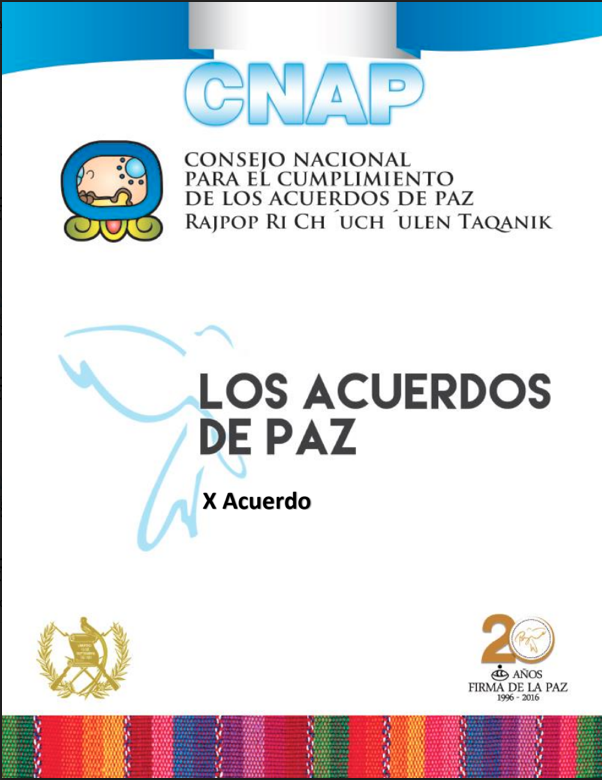 CNAP
CONSEJO NACIONAL
PARA EL CUMPLIMIENTO
DE LOS ACUERDOS DE PAZ
RAJPOP RI CH ´UCH ´ULEN TAQANIK
LOS ACUERDOS
DE PAZ
X Acuerdo
20
AÑOS
FIRMA DE LA PAZ
1996 - 2016